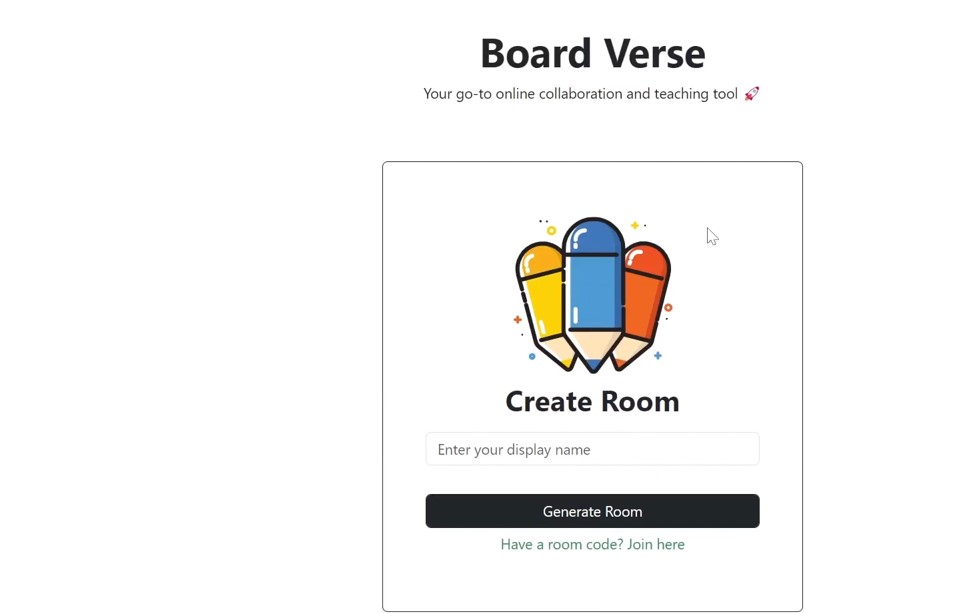 Board Verse
Your go-to online collaboration and teaching tool 🚀
Create Room
Enter your display name
Generate Room
Have a room code? Join here